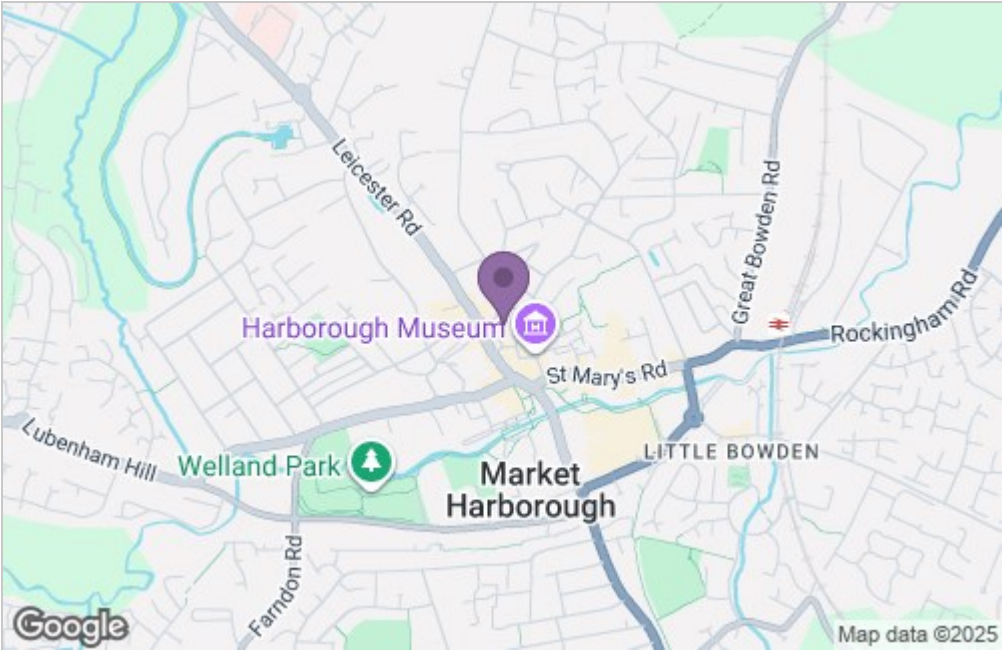 Leicester Rd
Great Bowden Rd
Harborough Museum
Rockingham Rd
St Mary's Rd
Lubenham Hill
Welland Park
LITTLE BOWDEN
Market
Harborough
Farndon Rd
Google
Map data ©2025